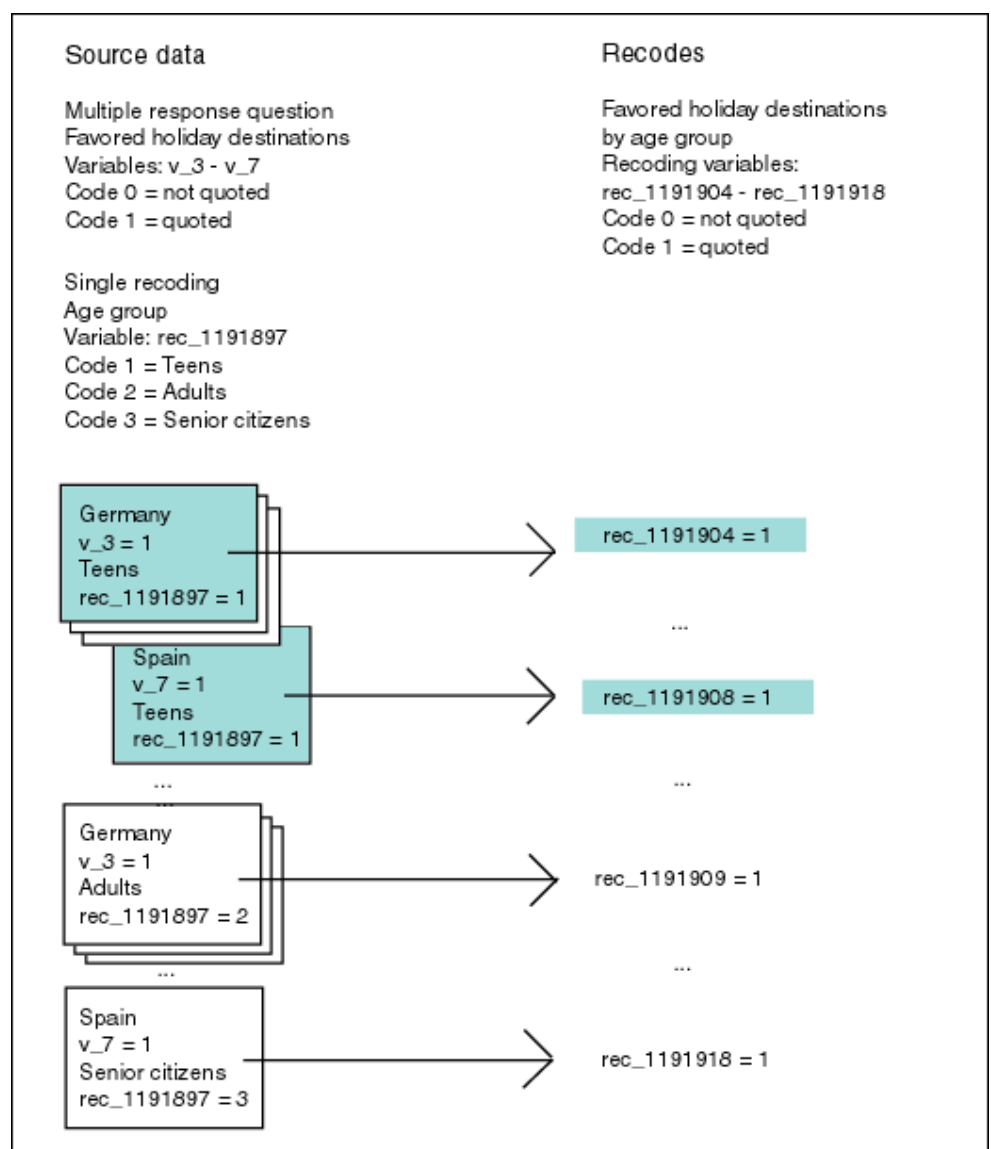 Source data
Multiple response question
Favored holiday destinations
Variables: v_3 - v_7
Code 0 = not quoted
Code 1 = quoted
Single recoding
Age group
Variable: rec_1191897
Code 1 = Teens
Code 2 = Adults
Code 3 = Senior citizens
Recodes
Favored holiday destinations
by age group
Recoding variables:
rec_1191904 - rec_1191918
Code 0 = not quoted
Code 1 = quoted
Germany
v_3 = 1
Teens
rec_1191897 = 1
rec_1191904 = 1
...
Spain
v_7 = 1
Teens
rec_1191897 = 1
rec_1191908 = 1
...
...
...
Germany
v_3 = 1
Adults
rec_1191897 = 2
rec_1191909 = 1
...
...
Spain
v_7 = 1
Senior citizens
rec_1191897 = 3
rec_1191918 = 1